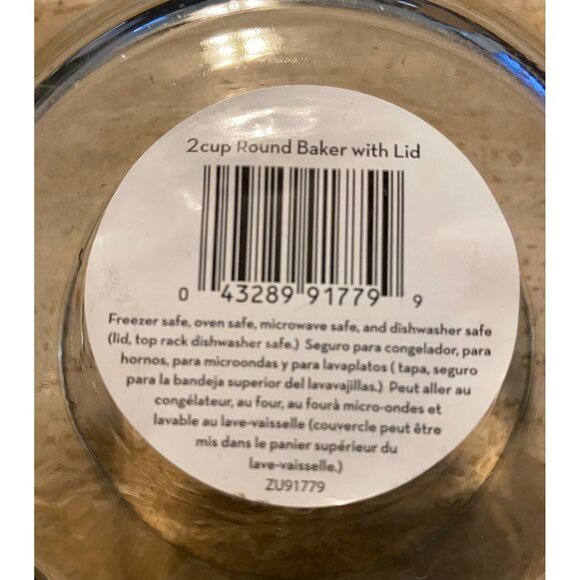 2cup Round Baker with Lid
0 43289 91779 9
Freezer safe, oven safe, microwave safe, and dishwasher safe
(lid, top rack dishwasher safe.) Seguro para congelador, para
hornos, para microondas y para lavaplatos ( tapa, seguro
para la bandeja superior del lavavajillas.) Peut aller au
congélateur, au four, au fourà micro-ondes et
lavable au lave-vaisselle (couvercle peut être
mis dans le panier supérieur du
lave-vaisselle.)
ZU91779